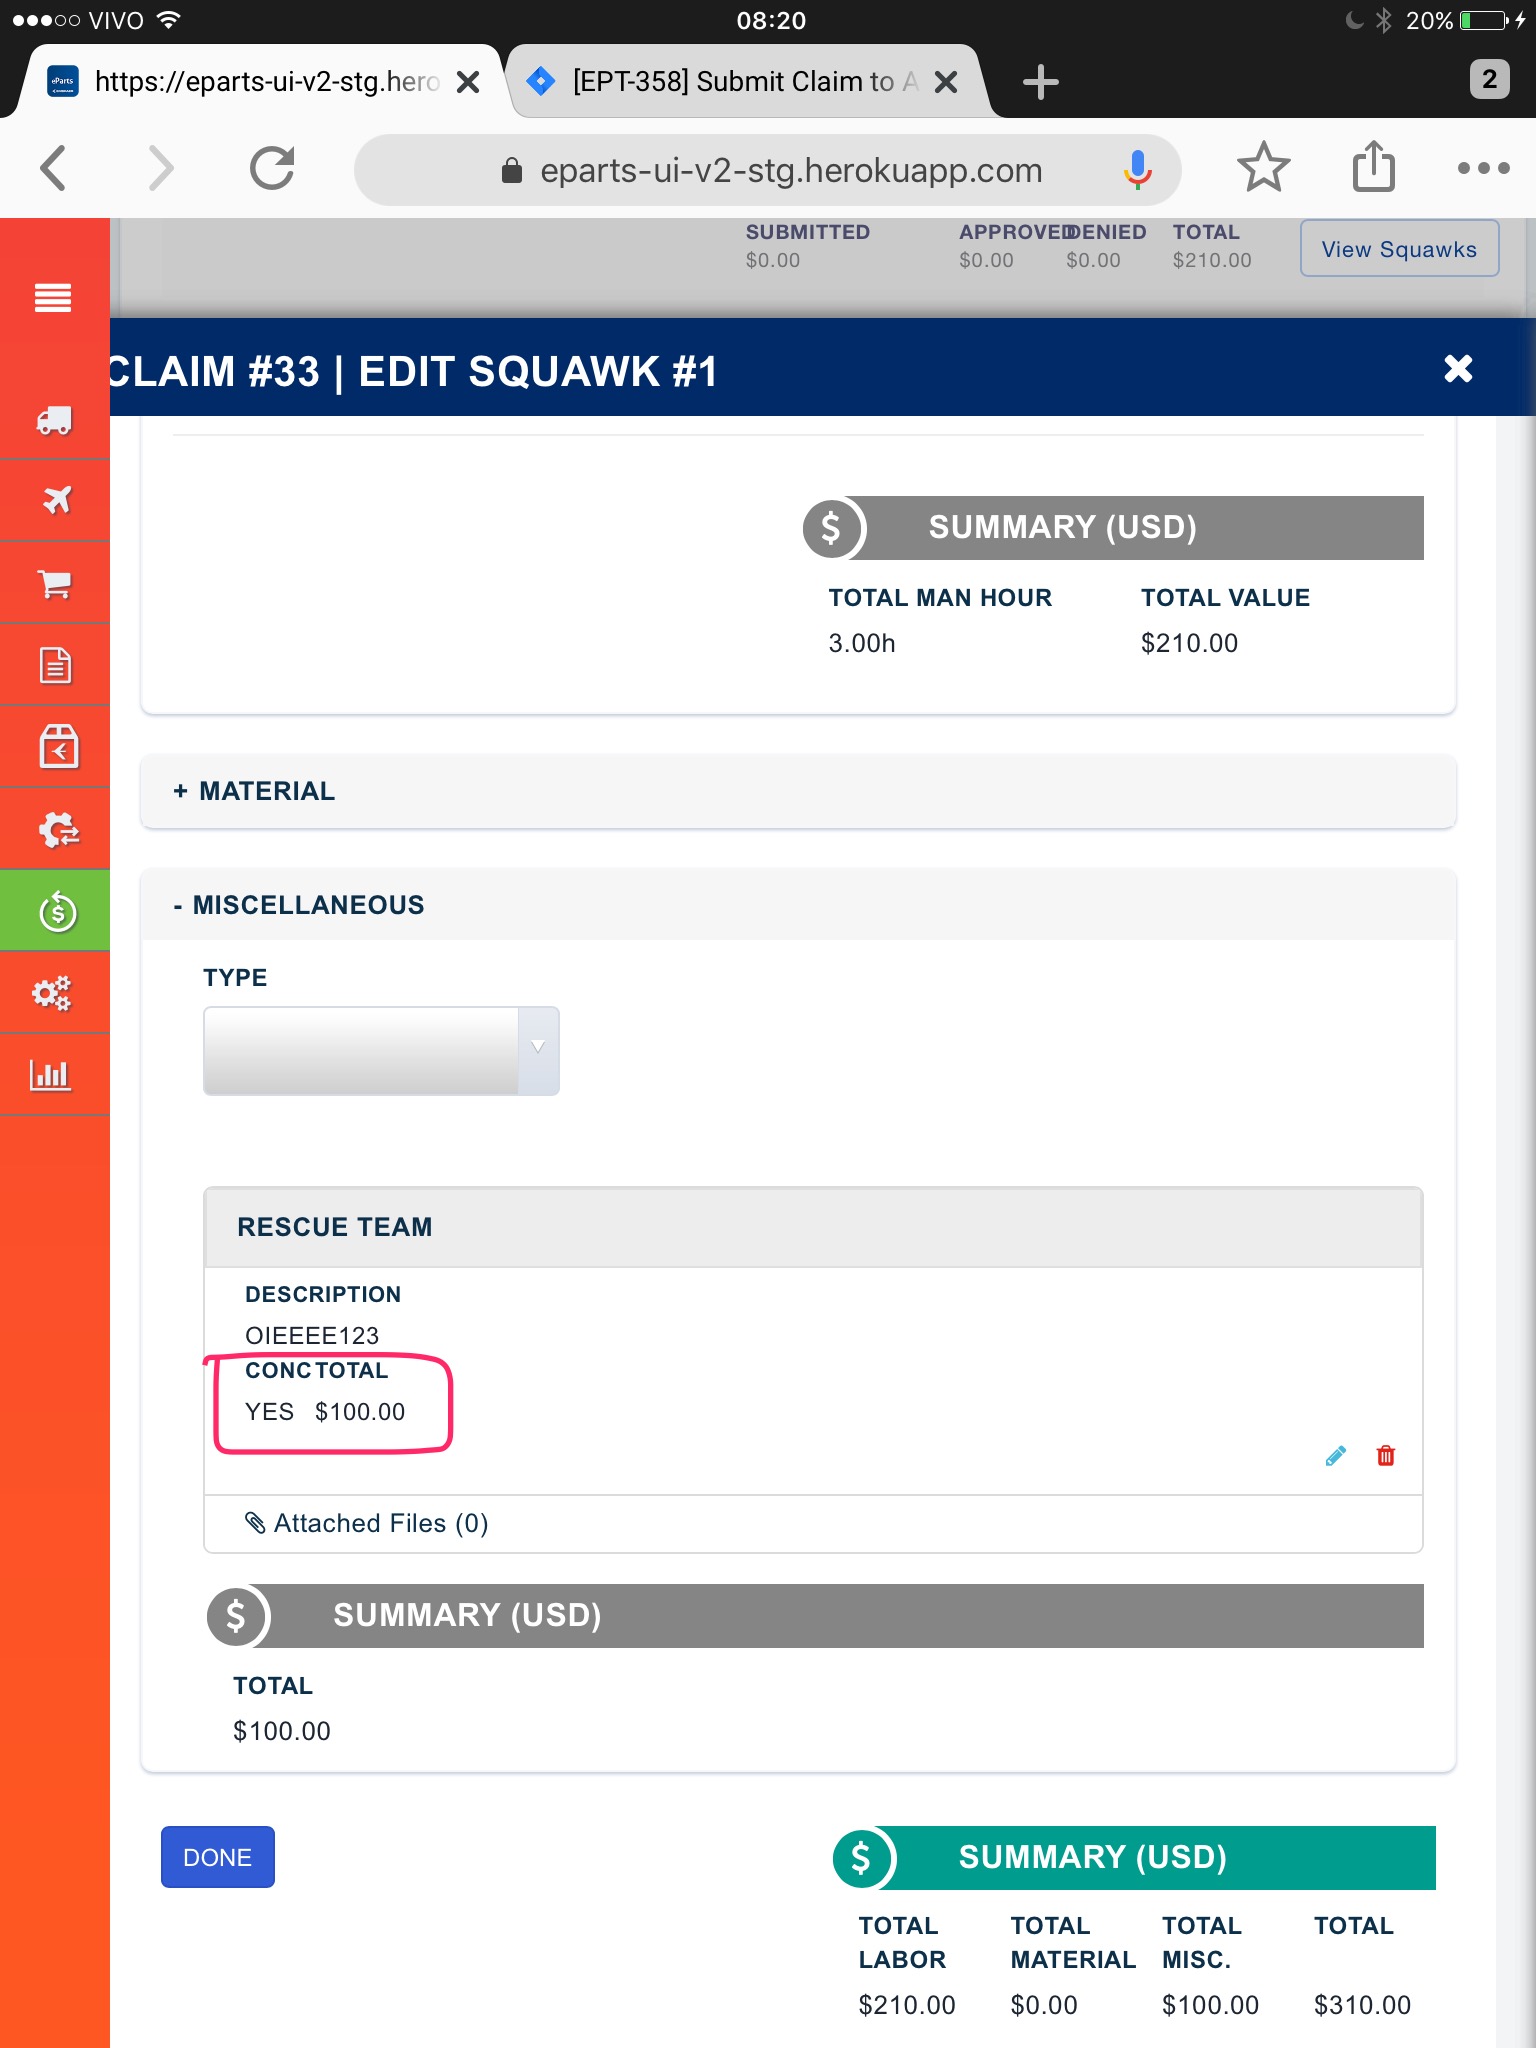 VIVO 08:20 20%
https://eparts-ui-v2-stg.hero [EPT-358] Submit Claim to A 2
eparts-ui-v2-stg.herokuapp.com
SUBMITTED APPROVED DENIED TOTAL
$0.00 $0.00 $0.00 $210.00
View Squawks
CLAIM #33 | EDIT SQUAWK #1
$ SUMMARY (USD)
TOTAL MAN HOUR TOTAL VALUE
3.00h $210.00
+ MATERIAL
- MISCELLANEOUS
TYPE
RESCUE TEAM
DESCRIPTION
OIEEEE123
CONC TOTAL
YES $100.00
Attached Files (0)
$ SUMMARY (USD)
TOTAL
$100.00
DONE
$ SUMMARY (USD)
TOTAL LABOR TOTAL MATERIAL TOTAL MISC. TOTAL
$210.00 $0.00 $100.00 $310.00